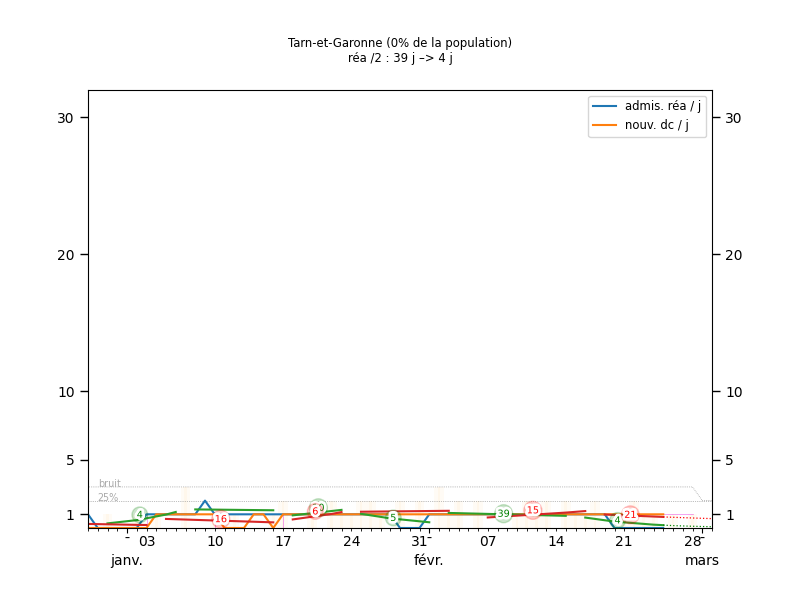 Tarn-et-Garonne (0% de la population)
réa /2 : 39 j –> 4 j
admis. réa / j
nouv. dc / j
30 30
20 20
10 10
5 5
1 1
bruit
25%
4 16 6 5 39 15 4 21
- 03 10 17 24 31 07 14 21 28
janv. févr. mars